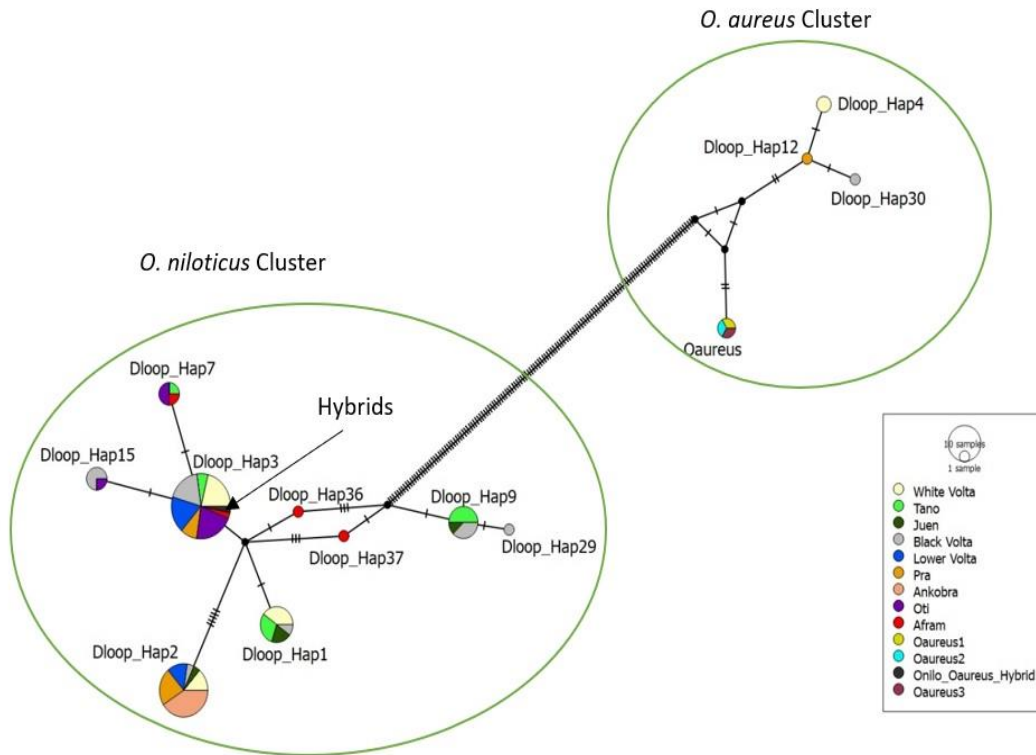 O. aureus Cluster
Dloop_Hap4
Dloop_Hap12
Dloop_Hap30
Oaureus
O. niloticus Cluster
Dloop_Hap7
Hybrids
Dloop_Hap15
Dloop_Hap3
Dloop_Hap36
Dloop_Hap9
Dloop_Hap37
Dloop_Hap29
Dloop_Hap2
Dloop_Hap1
10 samples
1 sample
White Volta
Tano
Juen
Black Volta
Lower Volta
Pra
Ankobra
Oti
Afram
Oaureus1
Oaureus2
Onilo_Oaureus_Hybrid
Oaureus3